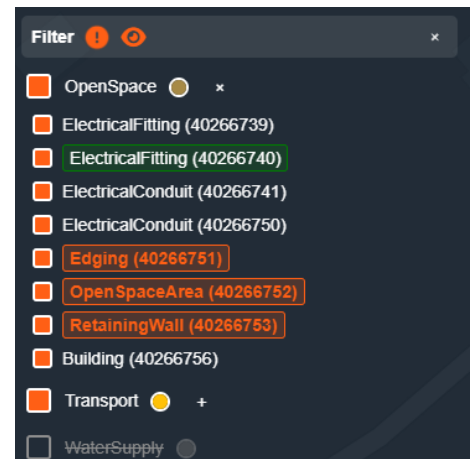 Filter
OpenSpace
ElectricalFitting (40266739)
ElectricalFitting (40266740)
ElectricalConduit (40266741)
ElectricalConduit (40266750)
Edging (40266751)
OpenSpaceArea (40266752)
RetainingWall (40266753)
Building (40266756)
Transport +
WaterSupply